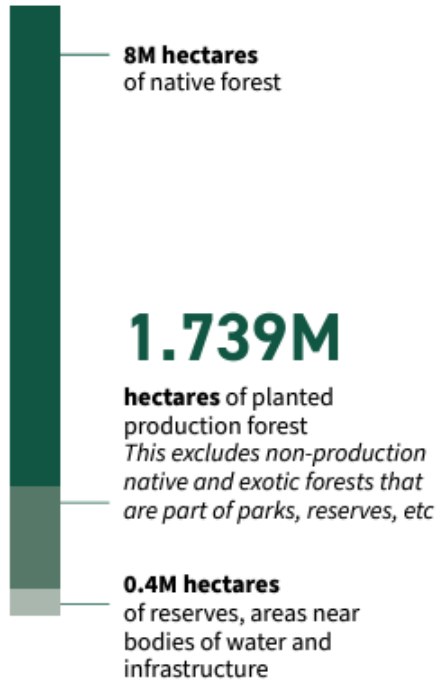 8M hectares
of native forest
1.739M
hectares of planted
production forest
This excludes non-production
native and exotic forests that
are part of parks, reserves, etc
0.4M hectares
of reserves, areas near
bodies of water and
infrastructure